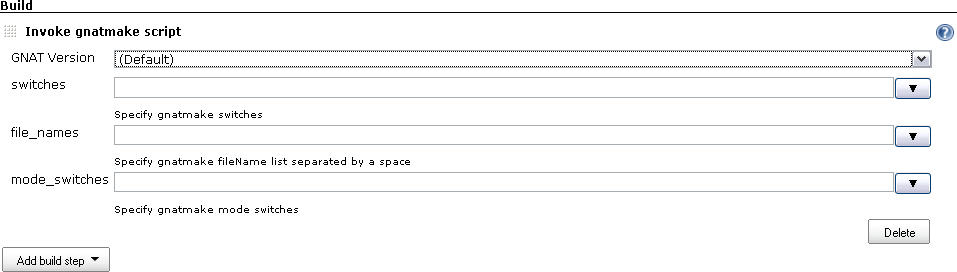 Build
Invoke gnatmake script
GNAT Version (Default)
switches
Specify gnatmake switches
file_names
Specify gnatmake fileName list separated by a space
mode_switches
Specify gnatmake mode switches
Delete
Add build step